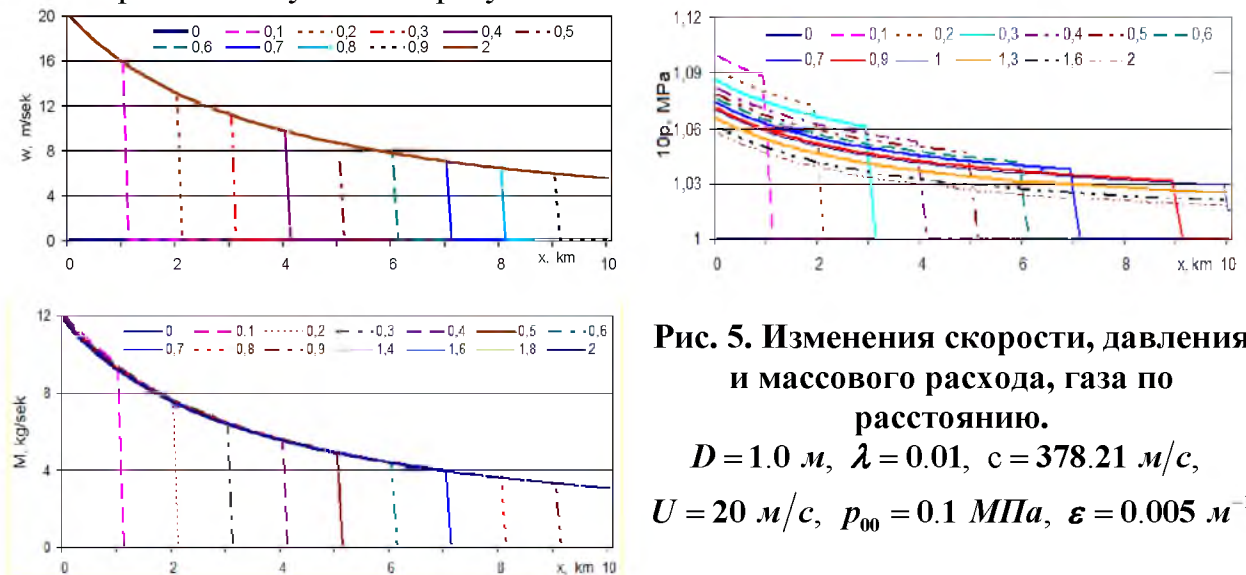 20
16
12
8
4
0
w, m/sek
0 0,1 0,2 0,3 0,4 0,5
0,6 0,7 0,8 0,9 2
0 2 4 6 8 x, km 10
1,12
1,09
1,06
1,03
1
10p, MPa
0 0,1 0,2 0,3 0,4 0,5 0,6
0,7 0,9 1 1,3 1,6 2
0 2 4 6 8 x, km 10
12
8
4
0
M, kg/sek
0 0,1 0,2 0,3 0,4 0,5 0,6
0,7 0,8 0,9 1,4 1,6 1,8 2
0 2 4 6 8 x, km 10
Рис. 5. Изменения скорости, давления
и массового расхода, газа по
расстоянию.
D = 1.0 м, λ = 0.01, c = 378.21 м/с,
U = 20 м/с, p₀₀ = 0.1 МПа, ε = 0.005 м⁻